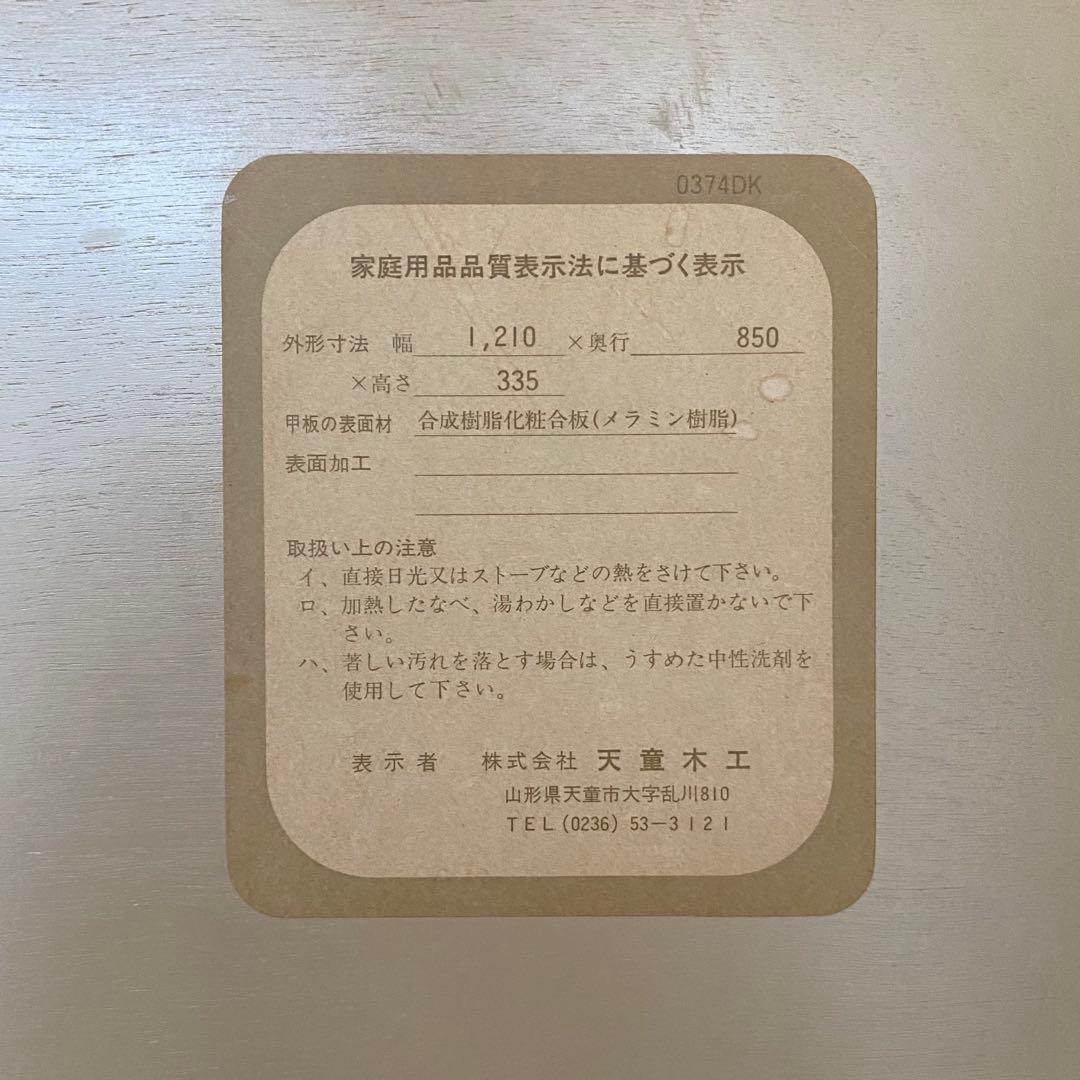 0374DK
家庭用品品質表示法に基づく表示
外形寸法 幅 1,210 ×奥行 850
×高さ 335
甲板の表面材 合成樹脂化粧合板(メラミン樹脂)
表面加工
取扱い上の注意
イ、直接日光又はストーブなどの熱をさけて下さい。
ロ、加熱したなべ、湯わかしなどを直接置かないで下
さい。
ハ、著しい汚れを落とす場合は、うすめた中性洗剤を
使用して下さい。
表示者 株式会社 天童木工
山形県天童市大字乱川810
TEL(0236) 53-3121